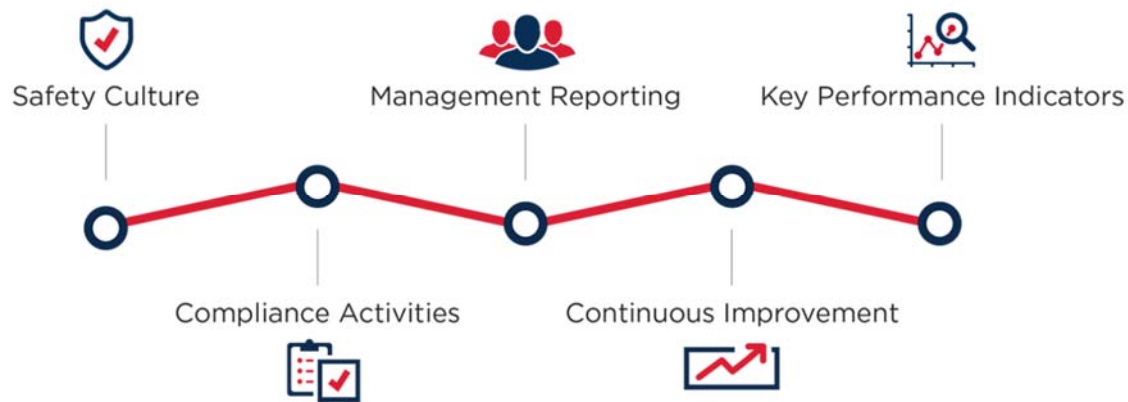 Safety Culture
Management Reporting
Key Performance Indicators
Compliance Activities
Continuous Improvement